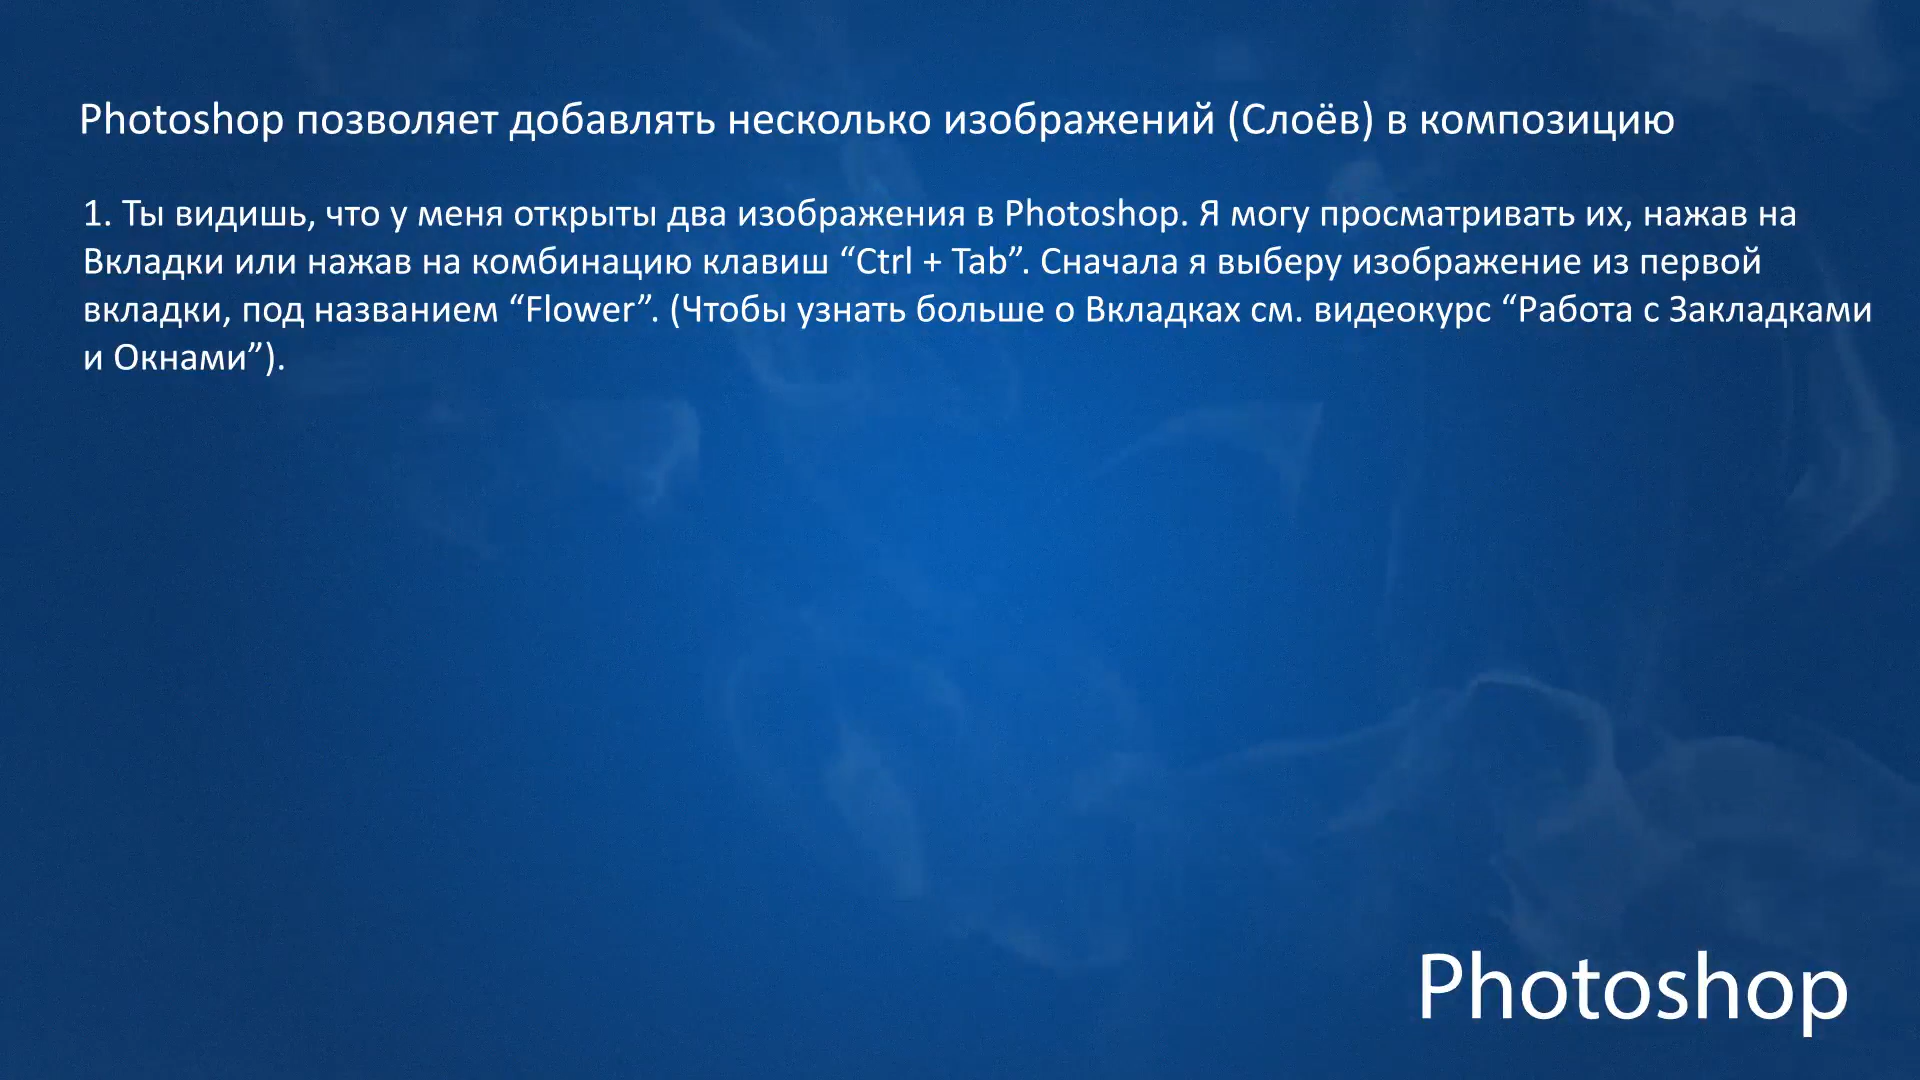 Photoshop позволяет добавлять несколько изображений (Слоёв) в композицию
1. Ты видишь, что у меня открыты два изображения в Photoshop. Я могу просматривать их, нажав на
Вкладки или нажав на комбинацию клавиш “Ctrl + Tab”. Сначала я выберу изображение из первой
вкладки, под названием “Flower”. (Чтобы узнать больше о Вкладках см. видеокурс “Работа с Закладками
и Окнами”).
Photoshop